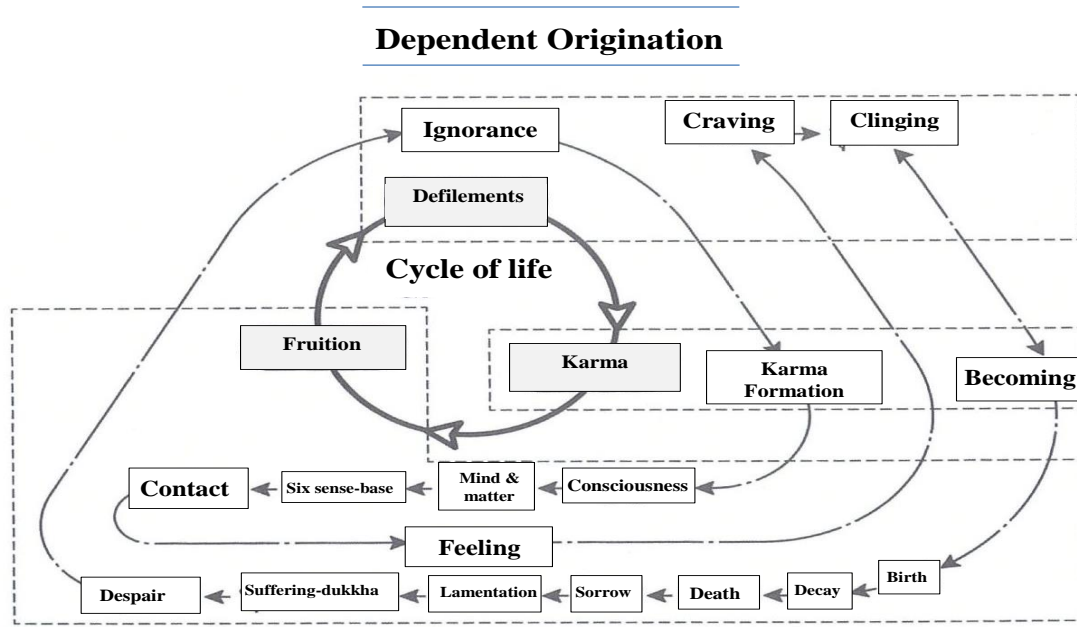 Dependent Origination
Ignorance
Craving
Clinging
Defilements
Cycle of life
Fruition
Karma
Karma
Formation
Becoming
Contact
Six sense-base
Mind &
matter
Consciousness
Feeling
Despair
Suffering-dukkha
Lamentation
Sorrow
Death
Decay
Birth